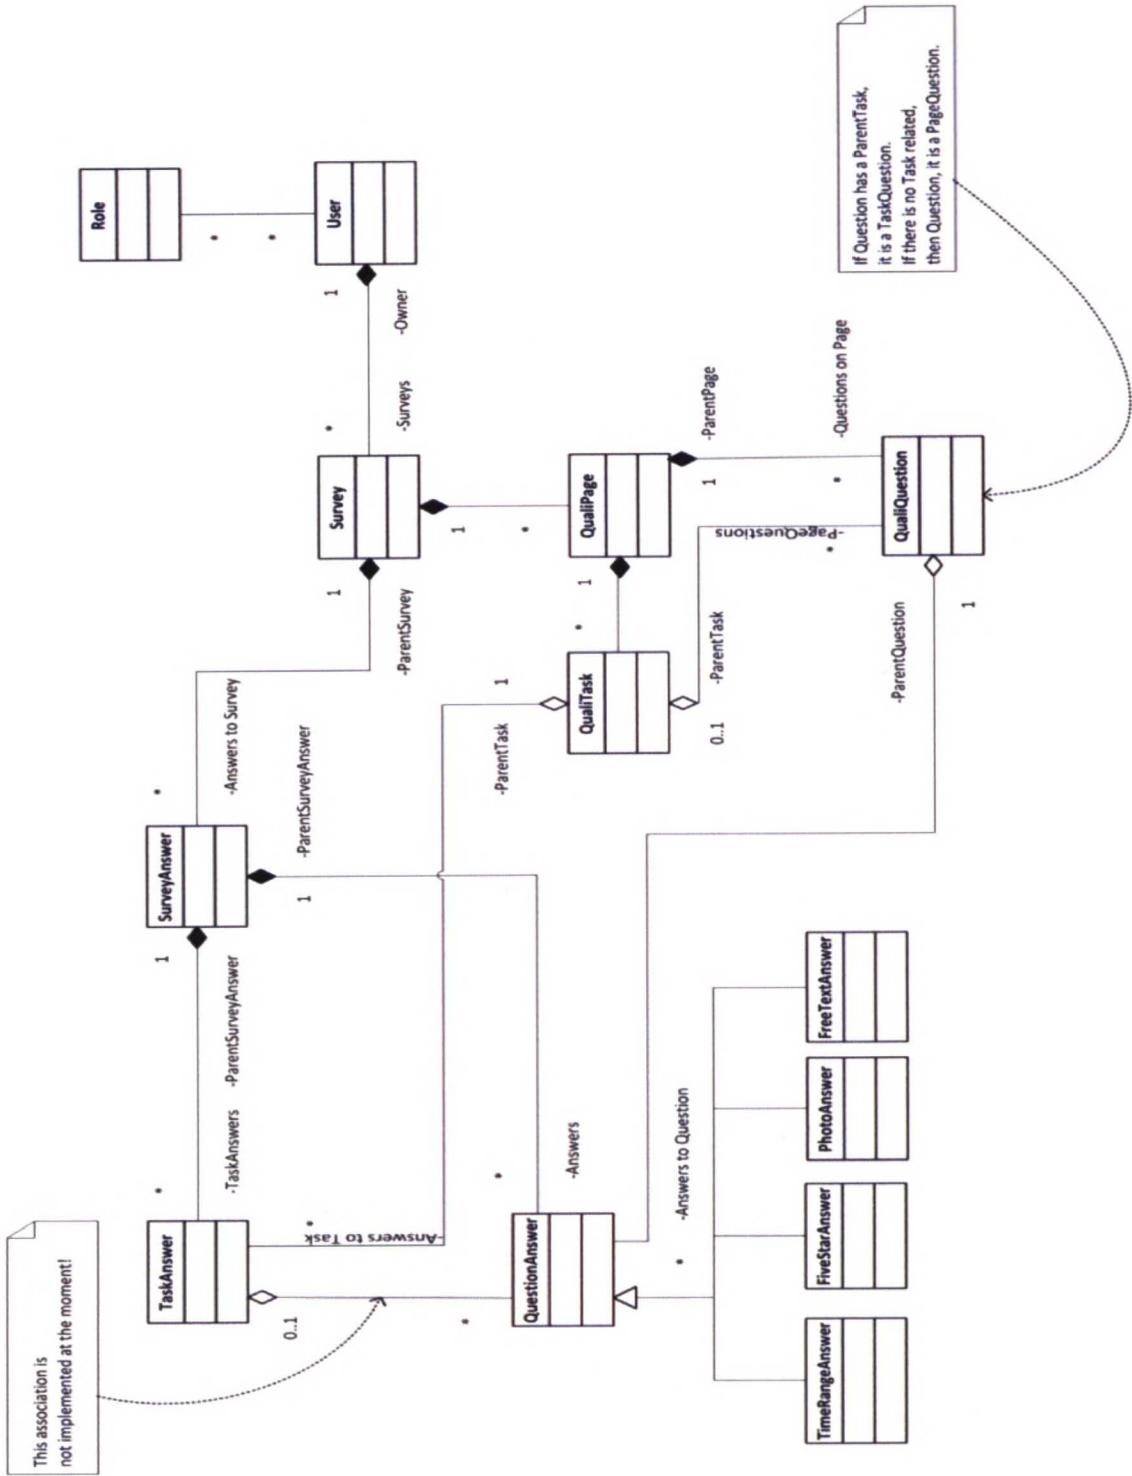 This association is
not implemented at the moment!
Role
*
*
TaskAnswer
*
-TaskAnswers
-ParentSurveyAnswer
1
SurveyAnswer
*
-Answers to Survey
0..1
-Answers to Task
*
1
-ParentSurveyAnswer
User
1
-Owner
-Surveys
*
Survey
1
-ParentSurvey
*
QuestionAnswer
*
-Answers
-ParentTask
1
1
*
*
-Answers to Question
QualiTask
*
1
QualiPage
0..1
-ParentTask
-PageQuestions
*
1
-ParentPage
TimeRangeAnswer
FiveStarAnswer
PhotoAnswer
FreeTextAnswer
-ParentQuestion
1
*
-Questions on Page
QualiQuestion
If Question has a ParentTask,
it is a TaskQuestion.
If there is no Task related,
then Question, it is a PageQuestion.